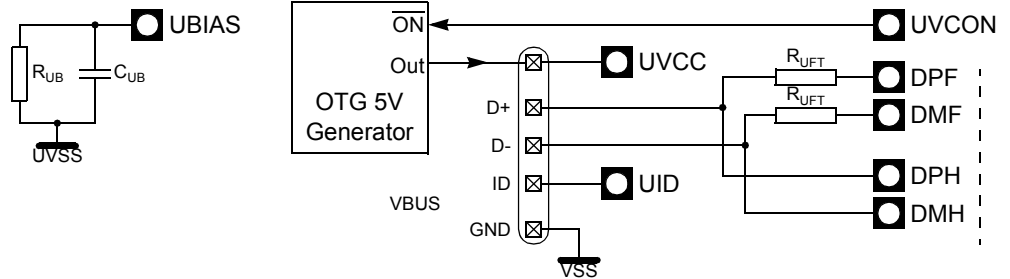 UBIAS
RUB
CUB
UVSS
ON
Out
OTG 5V
Generator
UVCON
UVCC
D+
D-
ID
GND
VBUS
UID
VSS
RUFT
DPF
RUFT
DMF
DPH
DMH